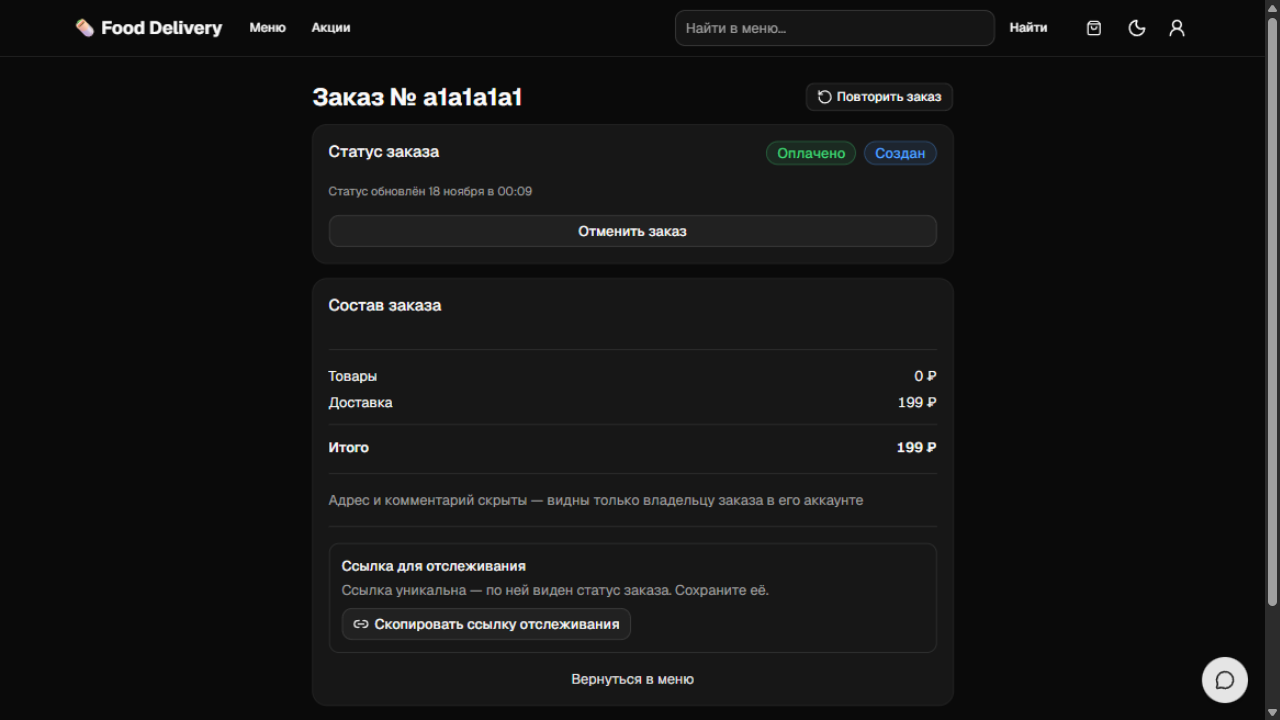 Food Delivery Меню Акции Найти в меню... Найти
Заказ № a1a1a1a1 Повторить заказ
Статус заказа Оплачено Создан
Статус обновлён 18 ноября в 00:09
Отменить заказ
Состав заказа
Товары 0 ₽
Доставка 199 ₽
Итого 199 ₽
Адрес и комментарий скрыты — видны только владельцу заказа в его аккаунте
Ссылка для отслеживания
Ссылка уникальна — по ней виден статус заказа. Сохраните её.
Скопировать ссылку отслеживания
Вернуться в меню